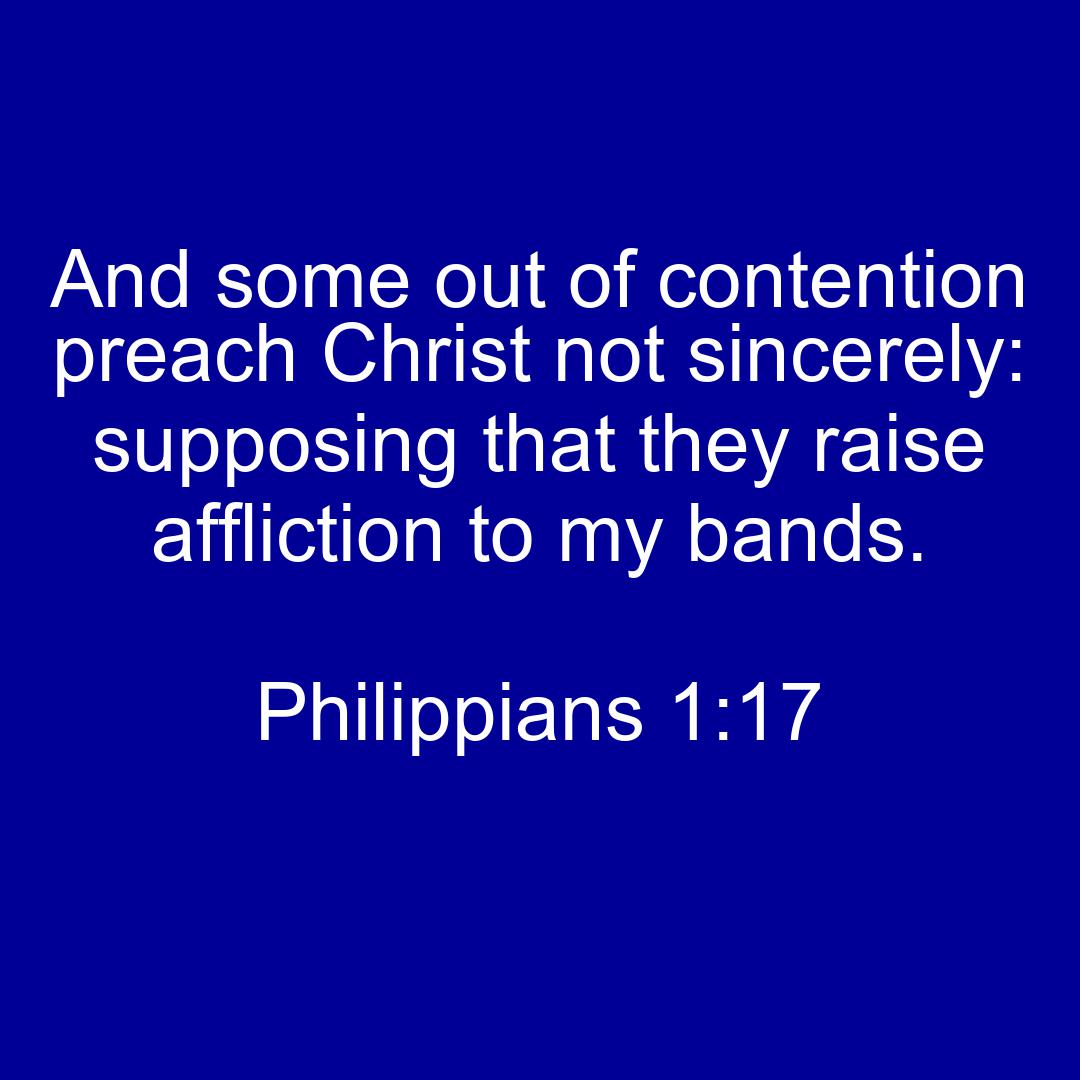 And some out of contention
preach Christ not sincerely:
supposing that they raise
affliction to my bands.
Philippians 1:17